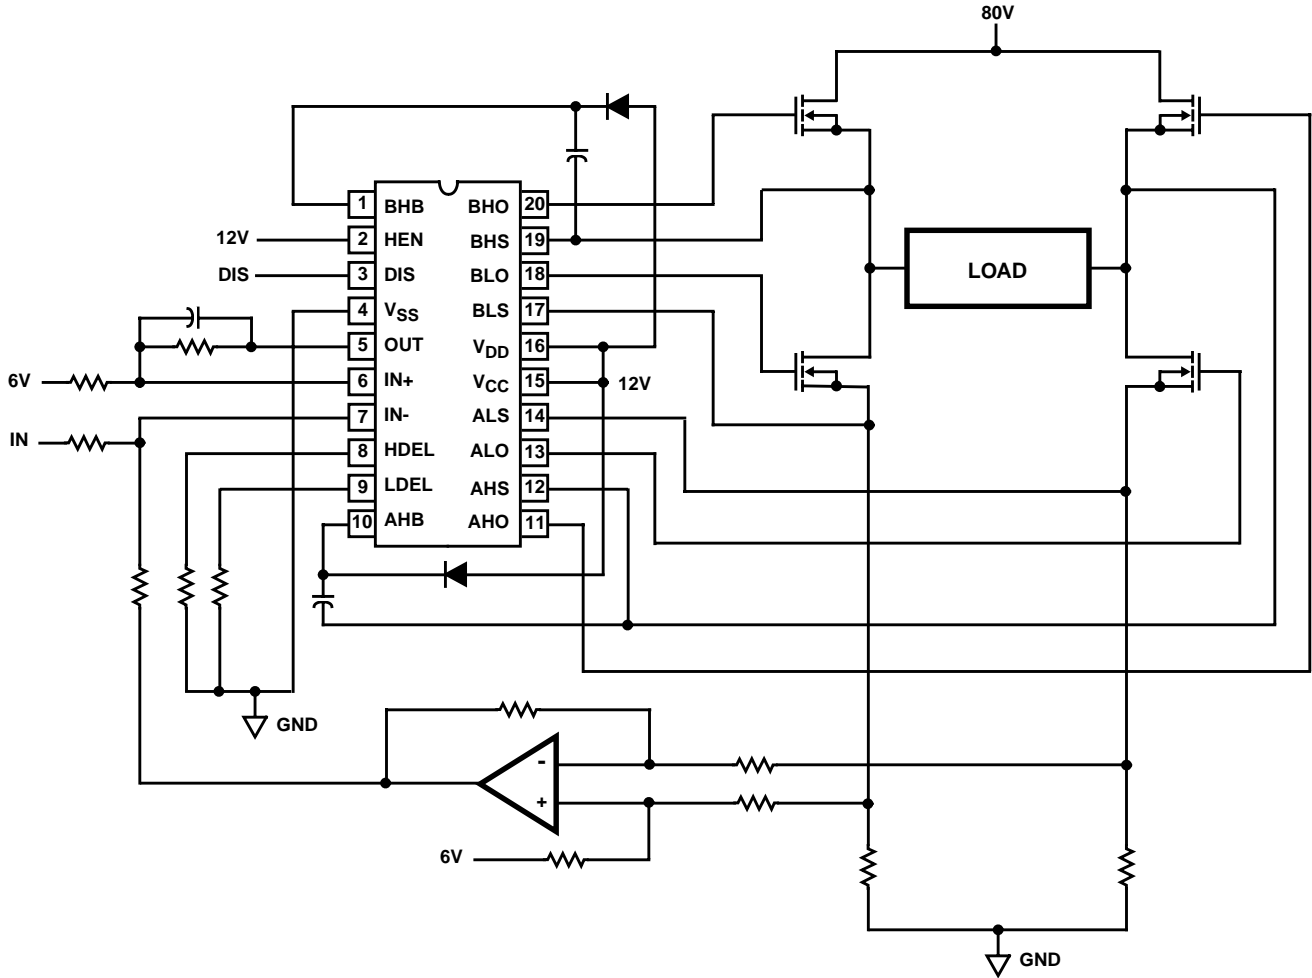 80V
1 BHB BHO 20
12V 2 HEN BHS 19
LOAD
DIS 3 DIS BLO 18
4 VSS BLS 17
5 OUT VDD 16
6V 6 IN+ VCC 15 12V
7 IN- ALS 14
IN
8 HDEL ALO 13
9 LDEL AHS 12
10 AHB AHO 11
GND
-
+
6V
GND